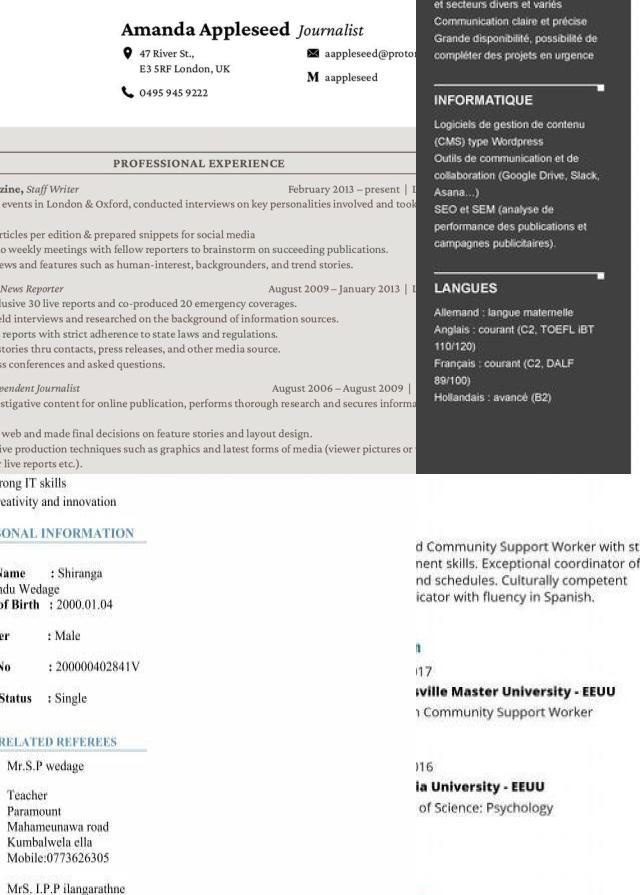 Amanda Appleseed Journalist
47 River St.,
E3 5RF London, UK
0495 945 9222
aappleseed@proton
aappleseed
PROFESSIONAL EXPERIENCE
zine, Staff Writer February 2013 – present | L
events in London & Oxford, conducted interviews on key personalities involved and took
rticles per edition & prepared snippets for social media
o weekly meetings with fellow reporters to brainstorm on succeeding publications.
ews and features such as human-interest, backgrounders, and trend stories.
News Reporter August 2009 – January 2013 | L
lusive 30 live reports and co-produced 20 emergency coverages.
eld interviews and researched on the background of information sources.
reports with strict adherence to state laws and regulations.
stories thru contacts, press releases, and other media source.
ss conferences and asked questions.
pendent Journalist August 2006 – August 2009 |
estigative content for online publication, performs thorough research and secures informa
web and made final decisions on feature stories and layout design.
ive production techniques such as graphics and latest forms of media (viewer pictures or
r live reports etc.).
et secteurs divers et variés
Communication claire et précise
Grande disponibilité, possibilité de
compléter des projets en urgence
INFORMATIQUE
Logiciels de gestion de contenu
(CMS) type Wordpress
Outils de communication et de
collaboration (Google Drive, Slack,
Asana...)
SEO et SEM (analyse de
performance des publications et
campagnes publicitaires).
LANGUES
Allemand : langue maternelle
Anglais : courant (C2, TOEFL iBT
110/120)
Français : courant (C2, DALF
89/100)
Hollandais : avancé (B2)
rong IT skills
reativity and innovation
SONAL INFORMATION
Name : Shiranga
ndu Wedage
of Birth : 2000.01.04
er : Male
No : 200000402841V
Status : Single
RELATED REFEREES
Mr.S.P wedage
Teacher
Paramount
Mahameunawa road
Kumbalwela ella
Mobile:0773626305
MrS. I.P.P ilangarathne
d Community Support Worker with st
nent skills. Exceptional coordinator of
nd schedules. Culturally competent
icator with fluency in Spanish.
n
017
sville Master University - EEUU
n Community Support Worker
016
ia University - EEUU
of Science: Psychology